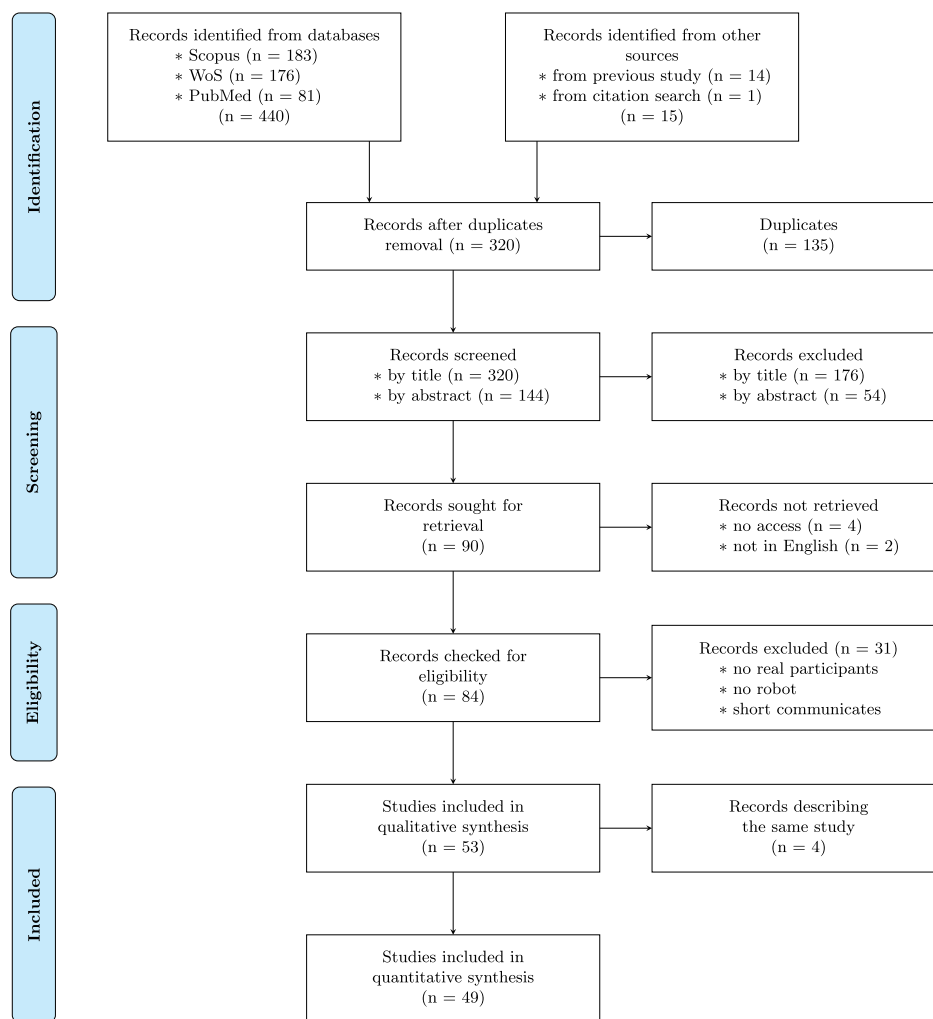 Identification
Records identified from databases
∗ Scopus (n = 183)
∗ WoS (n = 176)
∗ PubMed (n = 81)
(n = 440)
Records identified from other
sources
∗ from previous study (n = 14)
∗ from citation search (n = 1)
(n = 15)
Records after duplicates
removal (n = 320)
Duplicates
(n = 135)
Screening
Records screened
∗ by title (n = 320)
∗ by abstract (n = 144)
Records excluded
∗ by title (n = 176)
∗ by abstract (n = 54)
Records sought for
retrieval
(n = 90)
Records not retrieved
∗ no access (n = 4)
∗ not in English (n = 2)
Eligibility
Records checked for
eligibility
(n = 84)
Records excluded (n = 31)
∗ no real participants
∗ no robot
∗ short communicates
Included
Studies included in
qualitative synthesis
(n = 53)
Records describing
the same study
(n = 4)
Studies included in
quantitative synthesis
(n = 49)